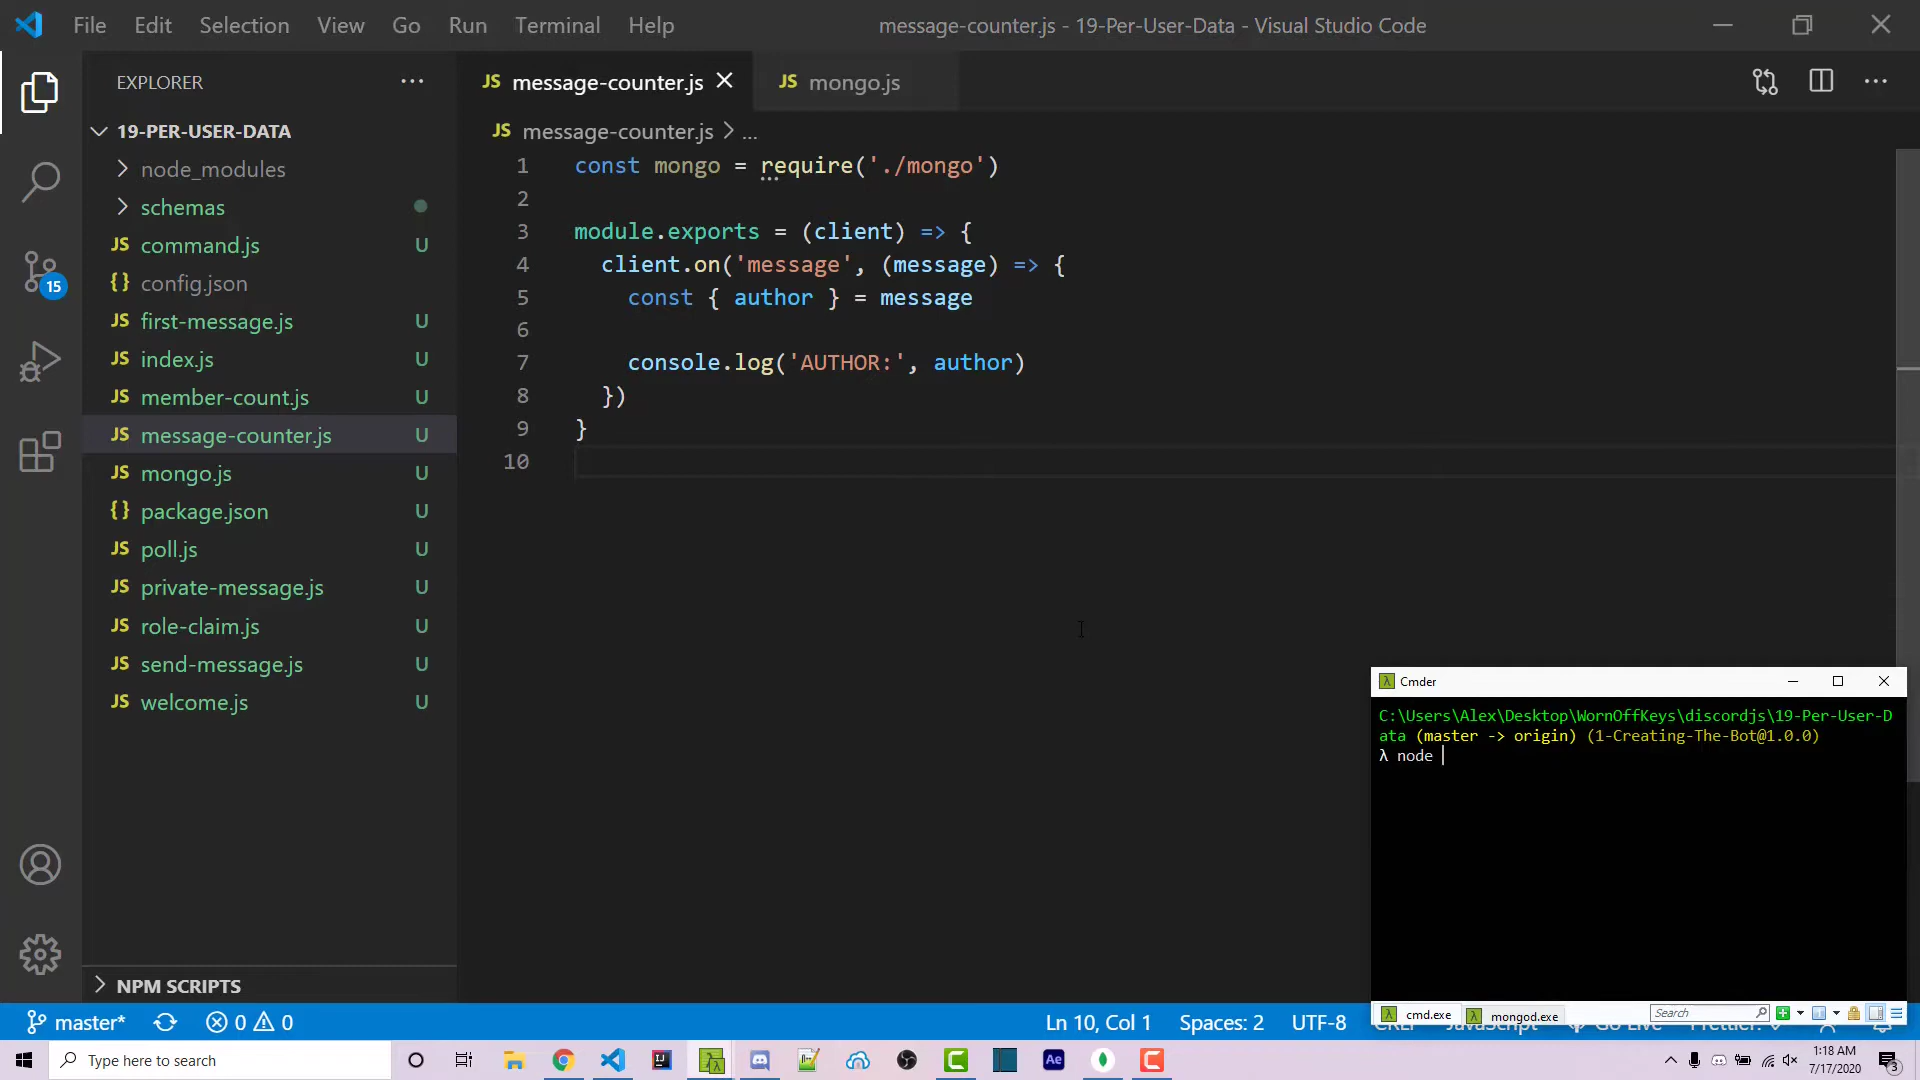 File Edit Selection View Go Run Terminal Help message-counter.js - 19-Per-User-Data - Visual Studio Code
EXPLORER
JS message-counter.js
JS mongo.js
19-PER-USER-DATA
JS message-counter.js > ...
node_modules
schemas
JS command.js U
{} config.json
JS first-message.js U
JS index.js U
JS member-count.js U
JS message-counter.js U
JS mongo.js U
{} package.json U
JS poll.js U
JS private-message.js U
JS role-claim.js U
JS send-message.js U
JS welcome.js U
NPM SCRIPTS
15
1 const mongo = require('./mongo')
2
3 module.exports = (client) => {
4 client.on('message', (message) => {
5 const { author } = message
6
7 console.log('AUTHOR:', author)
8 })
9 }
10
λ Cmder
C:\Users\Alex\Desktop\WornOffKeys\discordjs\19-Per-User-D
ata (master -> origin) (1-Creating-The-Bot@1.0.0)
λ node
cmd.exe mongod.exe Search
master* 0 0 Ln 10, Col 1 Spaces: 2 UTF-8
Type here to search
Ae
1:18 AM
7/17/2020
3